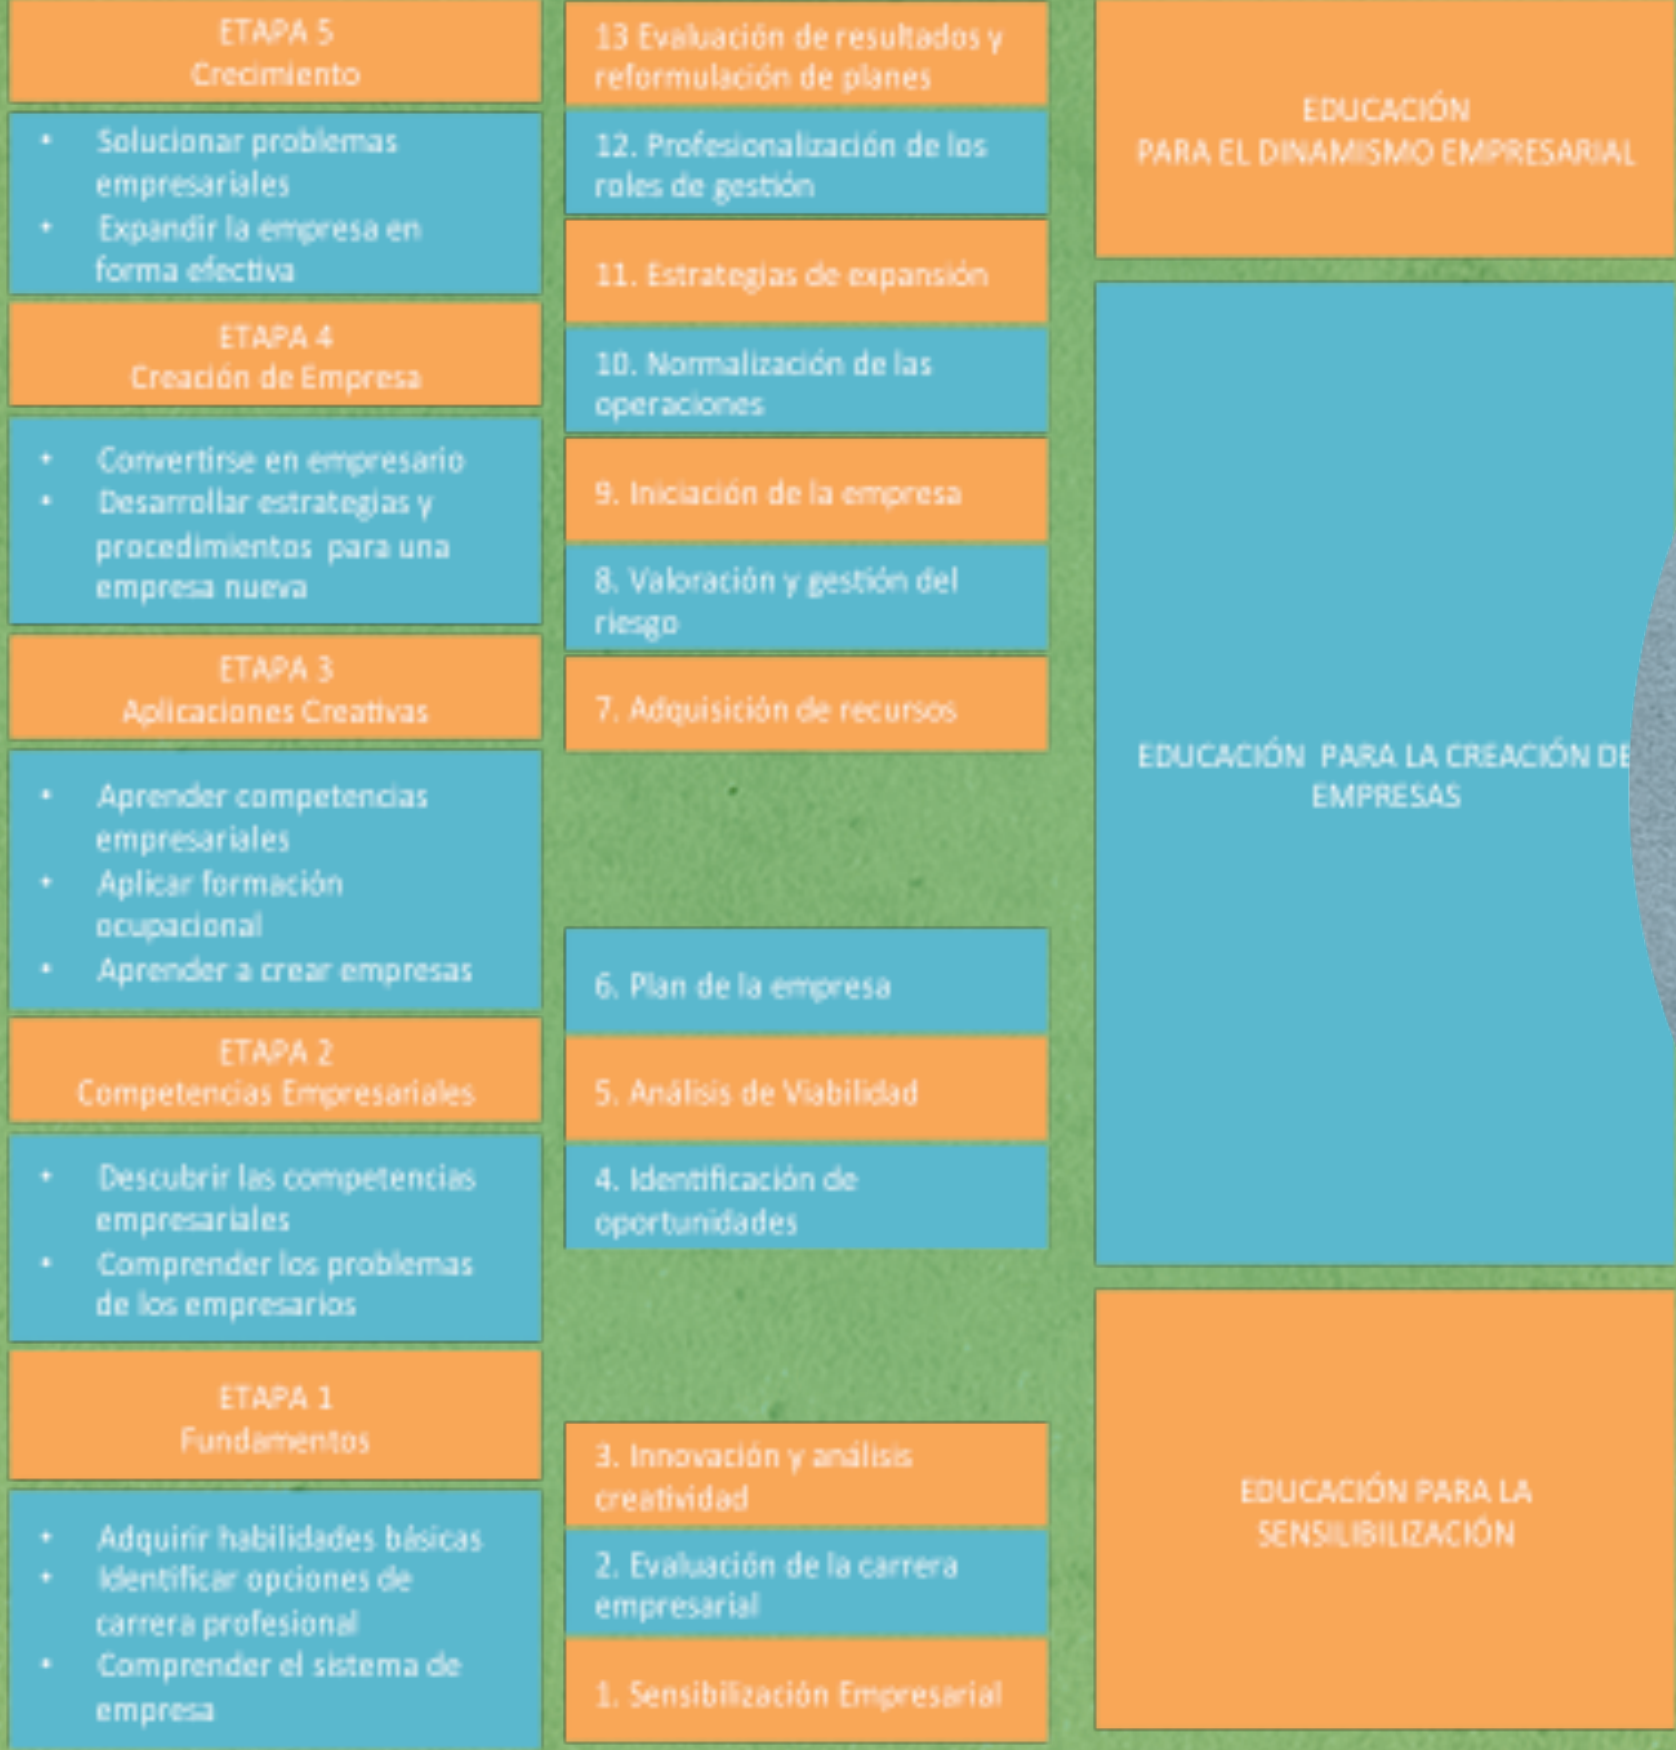 ETAPA 5
Crecimiento
• Solucionar problemas
empresariales
• Expandir la empresa en
forma efectiva
ETAPA 4
Creación de Empresa
• Convertirse en empresario
• Desarrollar estrategias y
procedimientos para una
empresa nueva
ETAPA 3
Aplicaciones Creativas
• Aprender competencias
empresariales
• Aplicar formación
ocupacional
• Aprender a crear empresas
ETAPA 2
Competencias Empresariales
• Descubrir las competencias
empresariales
• Comprender los problemas
de los empresarios
ETAPA 1
Fundamentos
• Adquirir habilidades básicas
• Identificar opciones de
carrera profesional
• Comprender el sistema de
empresa
13 Evaluación de resultados y
reformulación de planes
12. Profesionalización de los
roles de gestión
11. Estrategias de expansión
10. Normalización de las
operaciones
9. Iniciación de la empresa
8. Valoración y gestión del
riesgo
7. Adquisición de recursos
6. Plan de la empresa
5. Análisis de Viabilidad
4. Identificación de
oportunidades
3. Innovación y análisis
creatividad
2. Evaluación de la carrera
empresarial
1. Sensibilización Empresarial
EDUCACIÓN
PARA EL DINAMISMO EMPRESARIAL
EDUCACIÓN PARA LA CREACIÓN DE
EMPRESAS
EDUCACIÓN PARA LA
SENSILIBILIZACIÓN